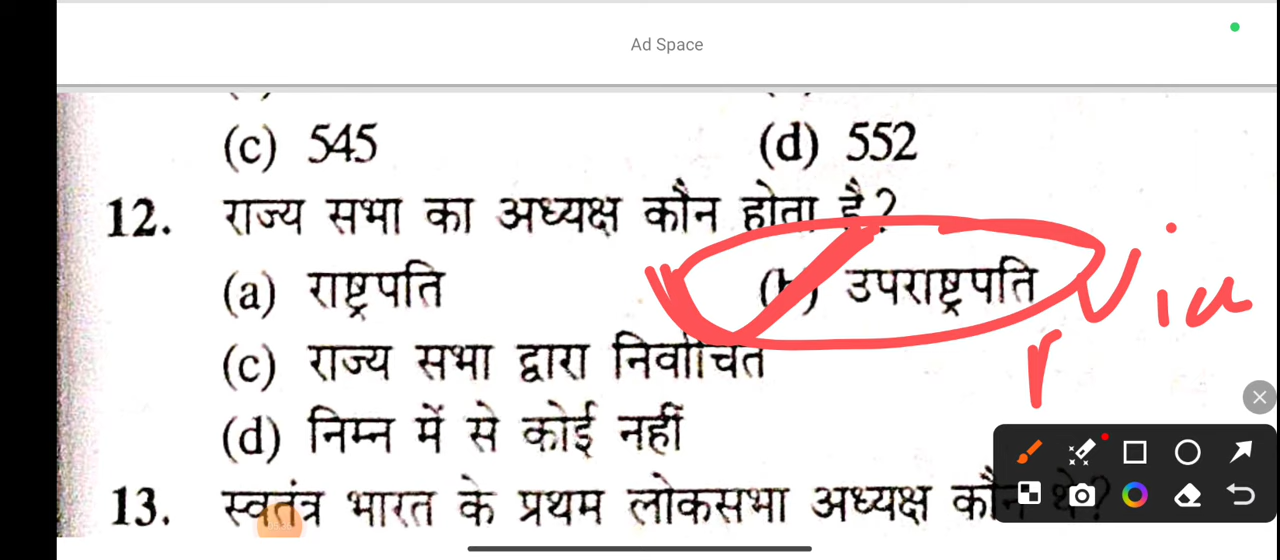 Ad Space
(c) 545 (d) 552
12. राज्य सभा का अध्यक्ष कौन होता है?
(a) राष्ट्रपति (b) उपराष्ट्रपति
(c) राज्य सभा द्वारा निर्वाचित
(d) निम्न में से कोई नहीं
13. स्वतंत्र भारत के प्रथम लोकसभा अध्यक्ष कौन थे?